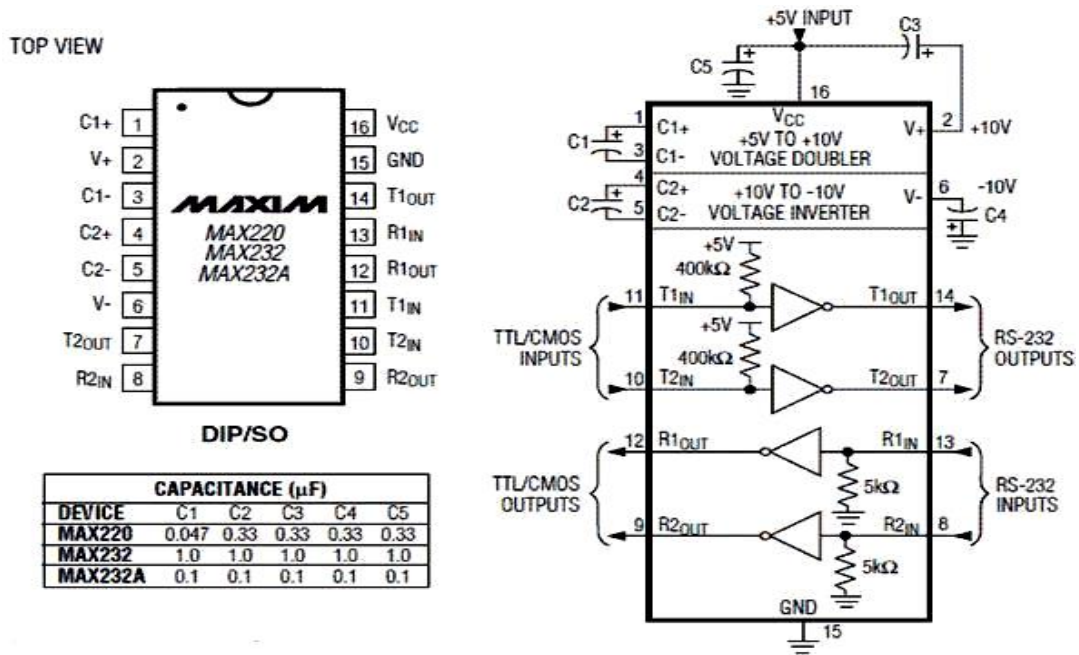 TOP VIEW
C1+ 1
V+ 2
C1- 3
C2+ 4
C2- 5
V- 6
T2OUT 7
R2IN 8
16 VCC
15 GND
14 T1OUT
13 R1IN
12 R1OUT
11 T1IN
10 T2IN
9 R2OUT
MAXIM
MAX220
MAX232
MAX232A
DIP/SO
CAPACITANCE (μF)
DEVICE C1 C2 C3 C4 C5
MAX220 0.047 0.33 0.33 0.33 0.33
MAX232 1.0 1.0 1.0 1.0 1.0
MAX232A 0.1 0.1 0.1 0.1 0.1
+5V INPUT
C3
+
C5
+
16
VCC
1
C1+
C1
+
3
C1-
+5V TO +10V
VOLTAGE DOUBLER
V+
2
+10V
4
C2+
C2
+
5
C2-
+10V TO -10V
VOLTAGE INVERTER
V-
6
-10V
C4
+
+5V
400kΩ
11 T1IN
T1OUT 14
+5V
400kΩ
10 T2IN
T2OUT 7
TTL/CMOS
INPUTS
RS-232
OUTPUTS
12 R1OUT
R1IN 13
5kΩ
9 R2OUT
R2IN 8
5kΩ
TTL/CMOS
OUTPUTS
RS-232
INPUTS
GND
15